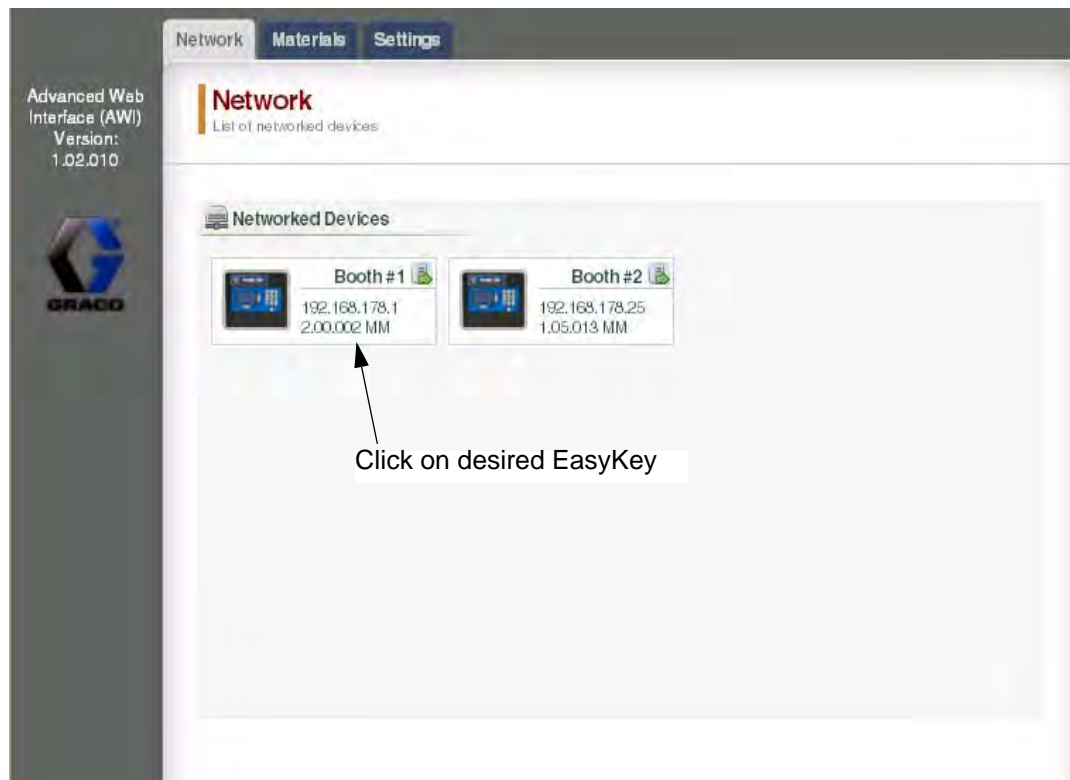 Network Materials Settings
Advanced Web
Interface (AWI)
Version:
1.02.010
GRACO
Network
List of networked devices
Networked Devices
Booth #1
192.168.178.1
2.00.002 MM
Booth #2
192.168.178.25
1.05.013 MM
Click on desired EasyKey